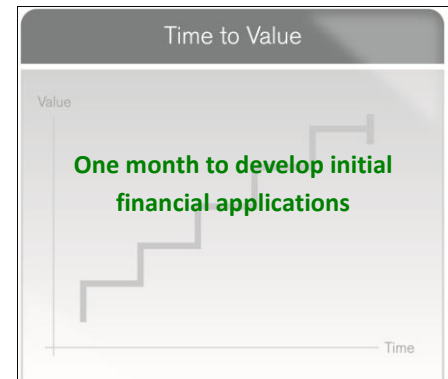 Time to Value
Value
One month to develop initial
financial applications
Time